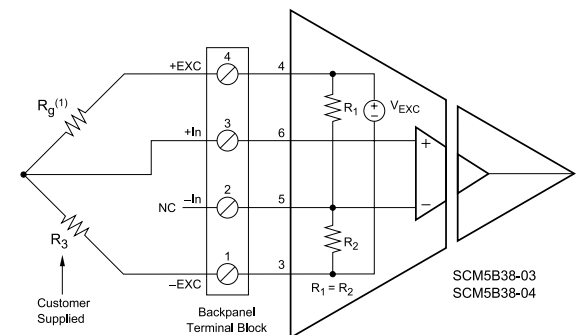 +EXC
4
4
Rg(1)
R1
VEXC
+
−
+In
3
6
+
NC
−In
2
5
−
R3
R2
1
3
−EXC
R1 = R2
SCM5B38-03
SCM5B38-04
Customer
Supplied
Backpanel
Terminal Block